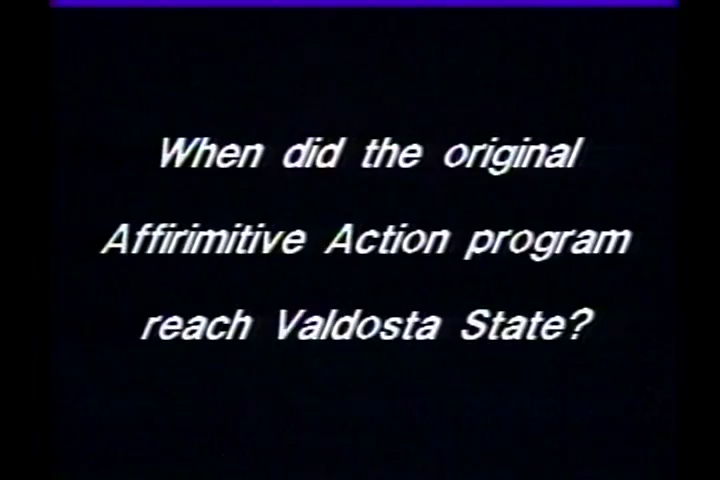 When did the original
Affirimitive Action program
reach Valdosta State?